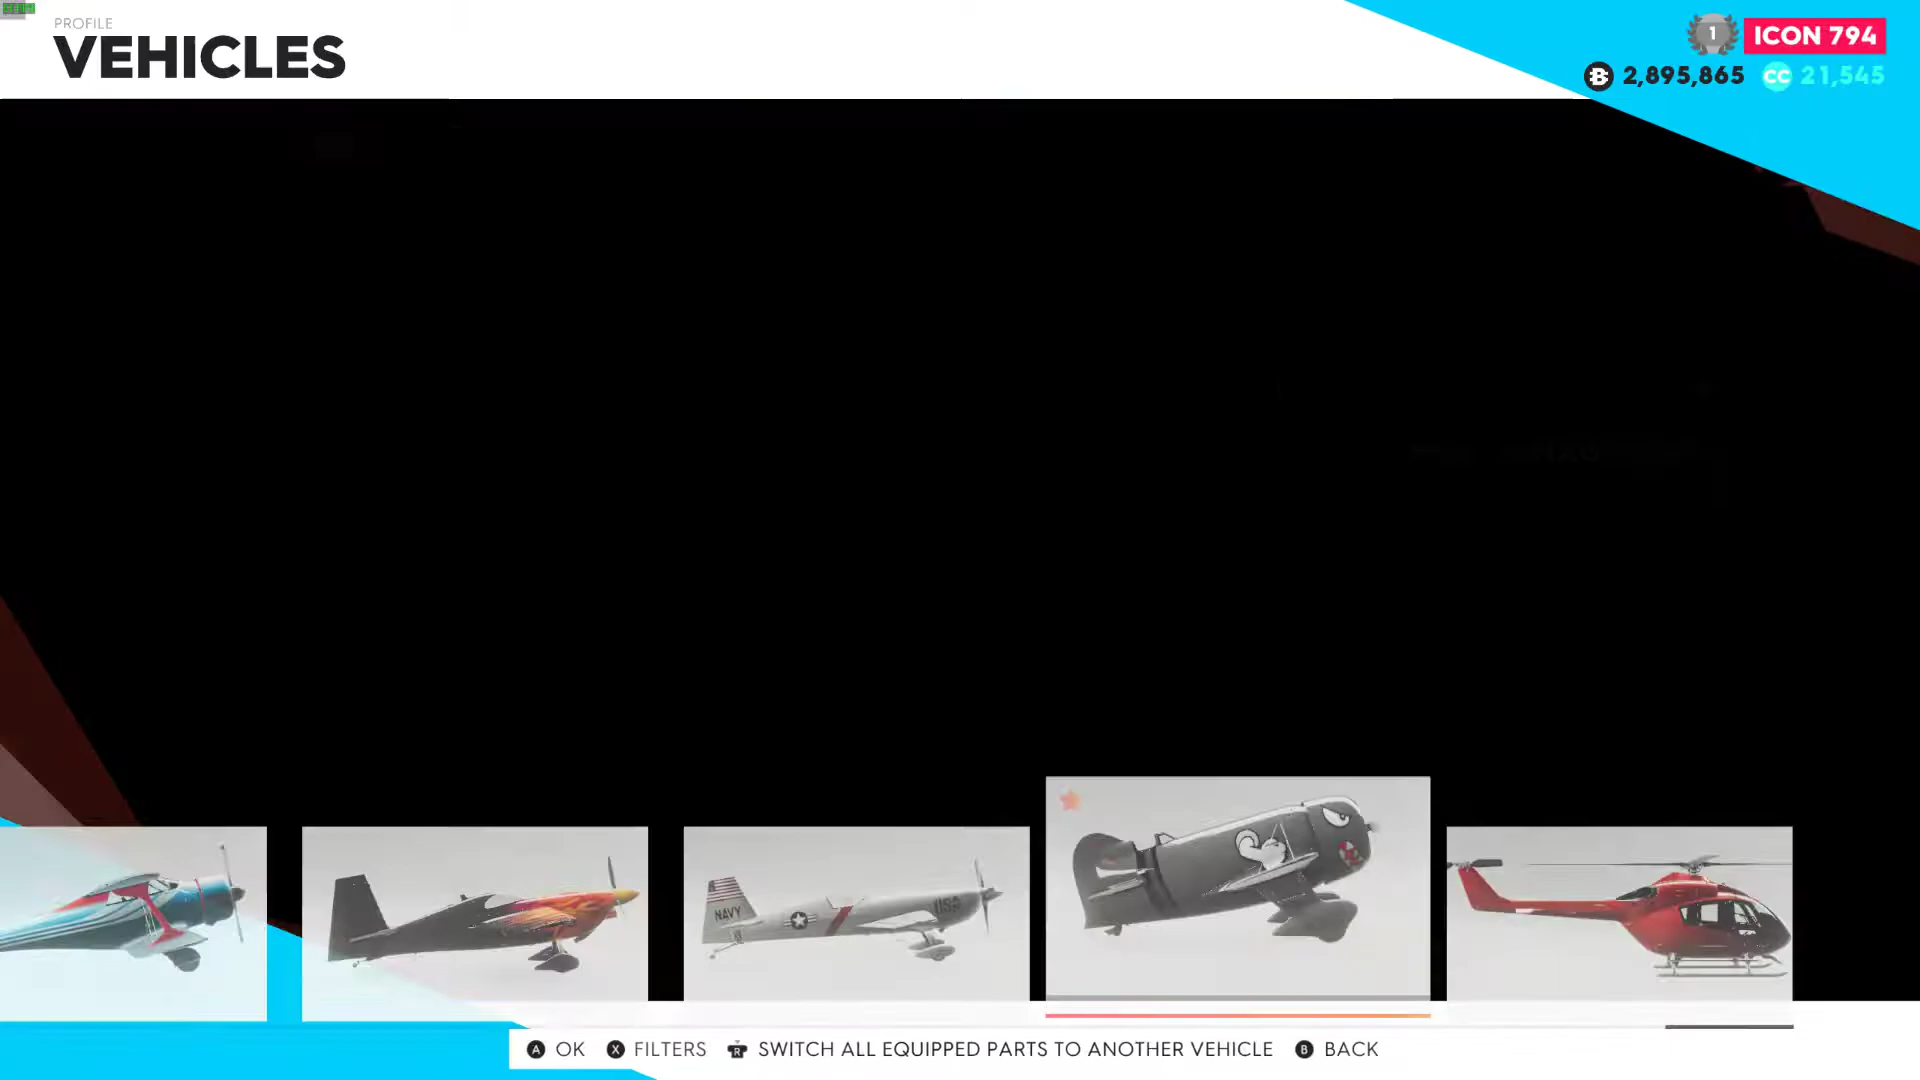 PROFILE
VEHICLES
1
ICON 794
2,895,865
CC 21,545
NAVY
A OK
X FILTERS
R SWITCH ALL EQUIPPED PARTS TO ANOTHER VEHICLE
B BACK